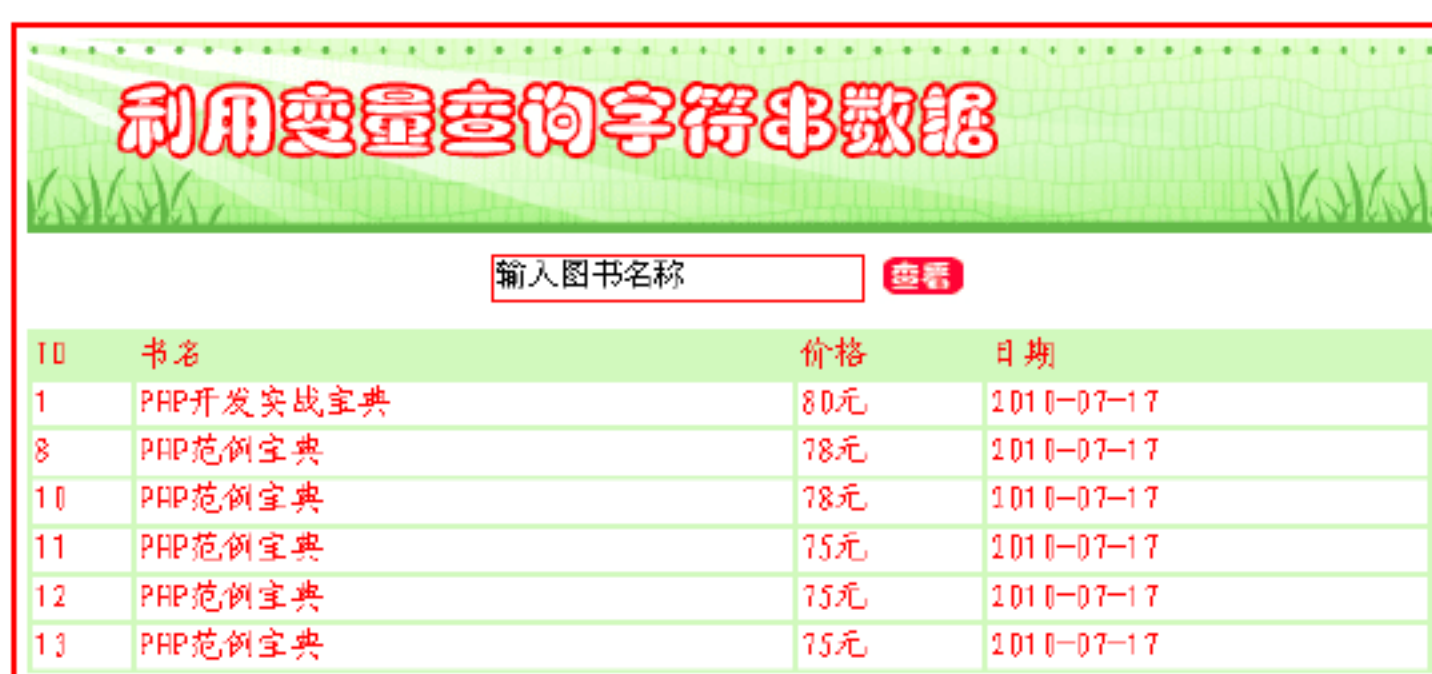 利用变量查询字符串数据
输入图书名称 查看
ID 书名 价格 日期
1 PHP开发实战宝典 80元 2010-07-17
8 PHP范例宝典 78元 2010-07-17
10 PHP范例宝典 78元 2010-07-17
11 PHP范例宝典 75元 2010-07-17
12 PHP范例宝典 75元 2010-07-17
13 PHP范例宝典 75元 2010-07-17